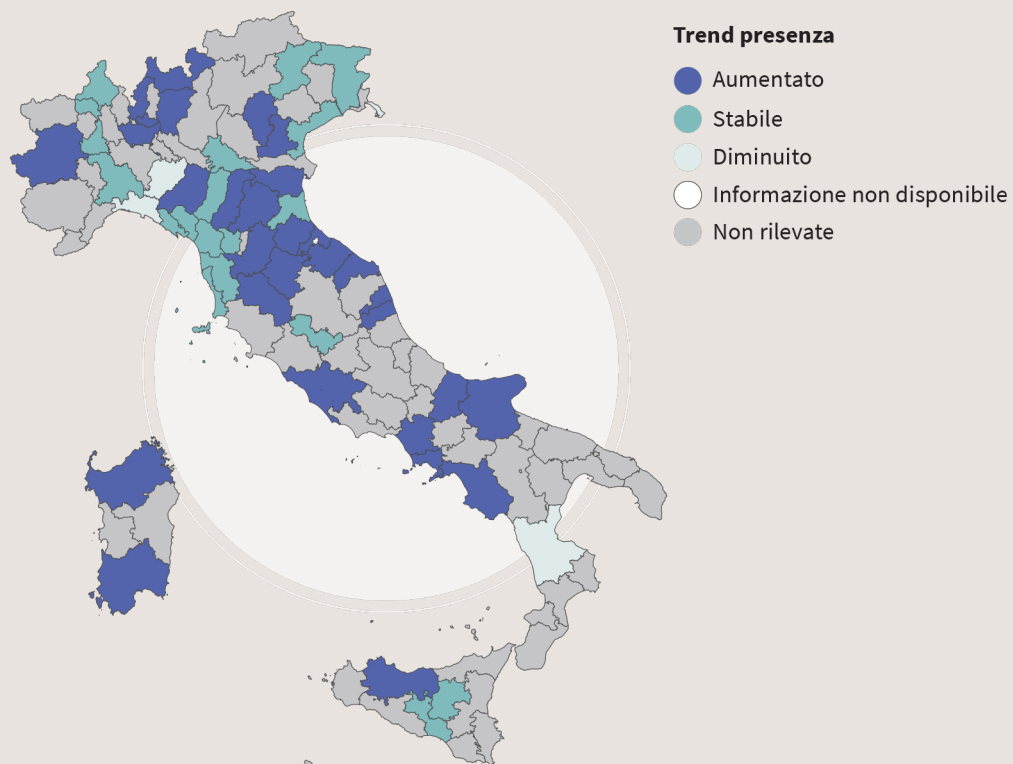 Trend presenza
Aumentato
Stabile
Diminuito
Informazione non disponibile
Non rilevate